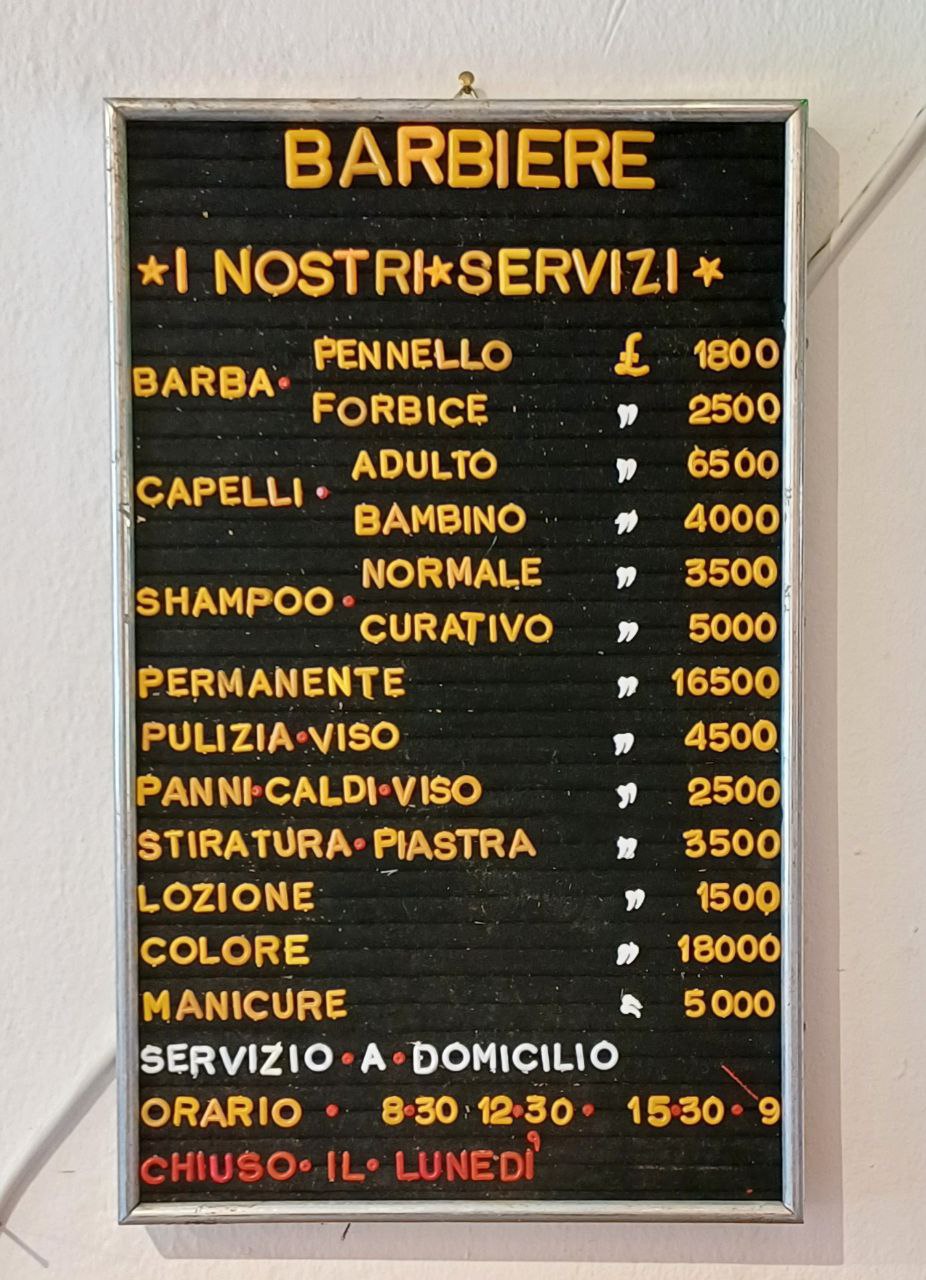 BARBIERE
★I NOSTRI★SERVIZI★
BARBA• PENNELLO £ 1800
FORBICE " 2500
CAPELLI • ADULTO " 6500
BAMBINO " 4000
SHAMPOO • NORMALE " 3500
CURATIVO " 5000
PERMANENTE " 16500
PULIZIA•VISO " 4500
PANNI•CALDI•VISO " 2500
STIRATURA•PIASTRA " 3500
LOZIONE " 1500
COLORE " 18000
MANICURE " 5000
SERVIZIO•A•DOMICILIO
ORARIO • 8•30 12•30• 15•30•9
CHIUSO•IL•LUNEDI'